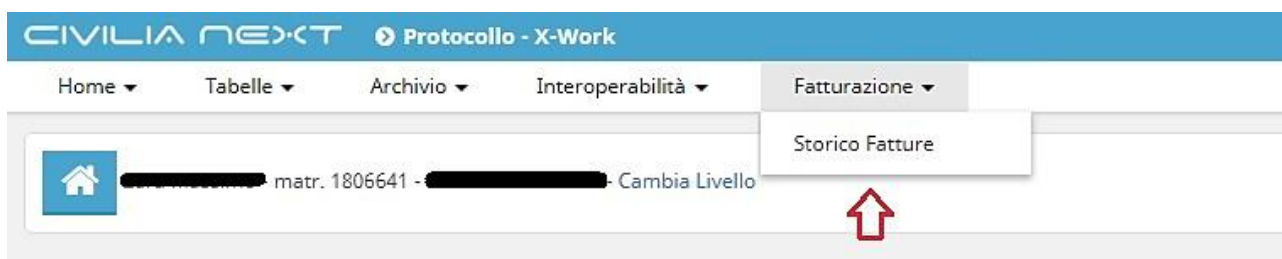 CIVILIA NEXT Protocollo - X-Work
Home Tabelle Archivio Interoperabilità Fatturazione
Storico Fatture
matr. 1806641 - - Cambia Livello